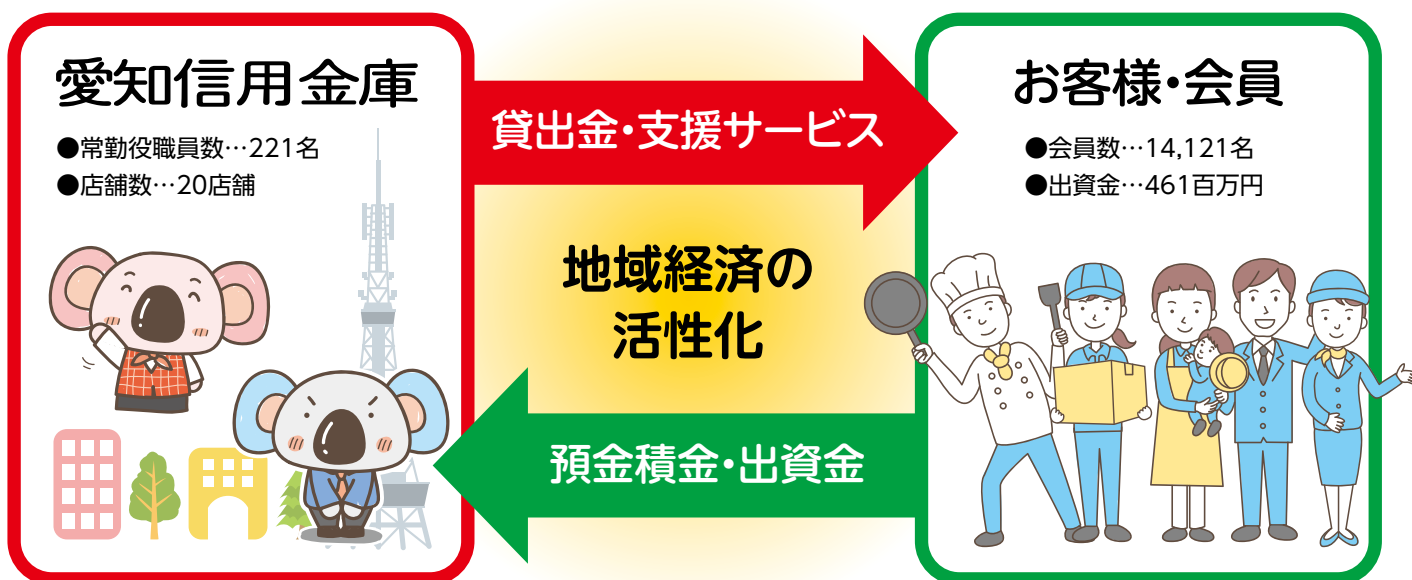 愛知信用金庫
●常勤役職員数…221名
●店舗数…20店舗
貸出金・支援サービス
地域経済の
活性化
預金積金・出資金
お客様・会員
●会員数…14,121名
●出資金…461百万円